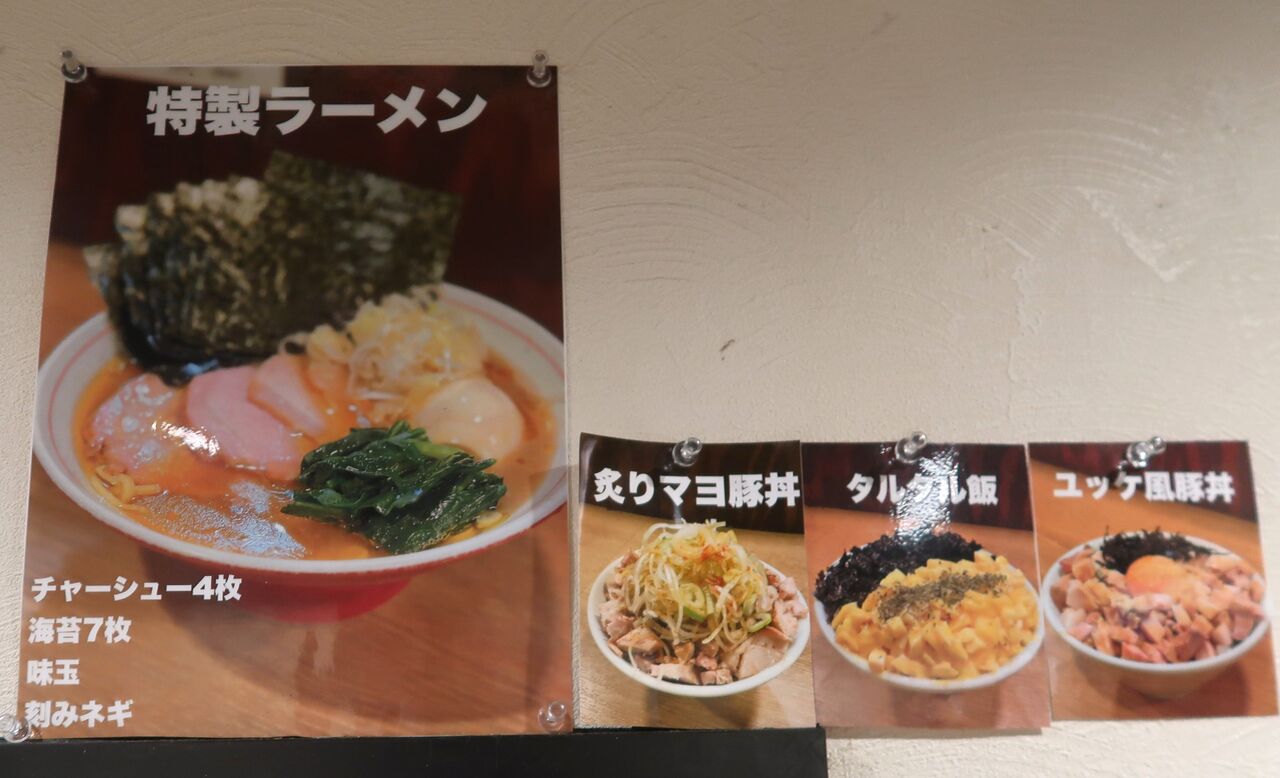 特製ラーメン
チャーシュー4枚
海苔7枚
味玉
刻みネギ
炙りマヨ豚丼
タルタル飯
ユッケ風豚丼